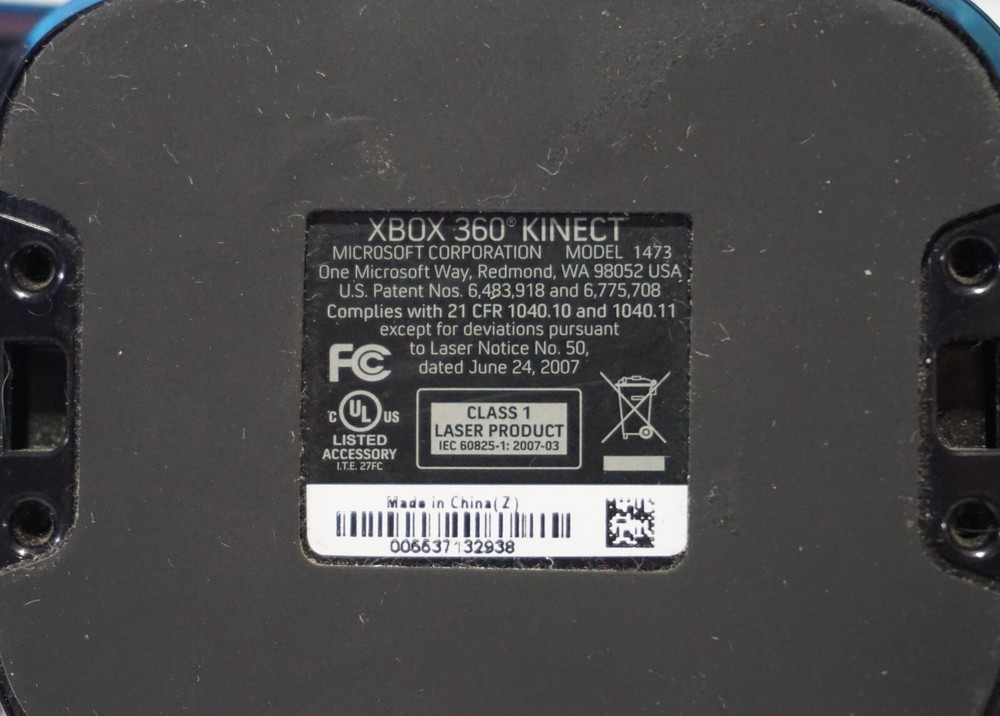 XBOX 360® KINECT
MICROSOFT CORPORATION MODEL 1473
One Microsoft Way, Redmond, WA 98052 USA
U.S. Patent Nos. 6,483,918 and 6,775,708
Complies with 21 CFR 1040.10 and 1040.11
except for deviations pursuant
to Laser Notice No. 50,
dated June 24, 2007
FC
C UL US
LISTED
ACCESSORY
I.T.E. 27FC
CLASS 1
LASER PRODUCT
IEC 60825-1: 2007-03
Made in China(Z)
006637132938